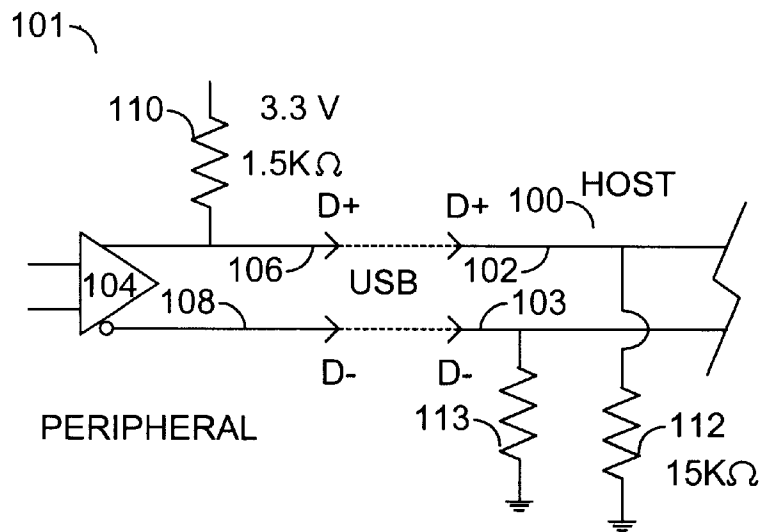 101
110
3.3 V
1.5KΩ
HOST
D+
D+
100
104
106
USB
102
108
103
D-
D-
PERIPHERAL
113
112
15KΩ